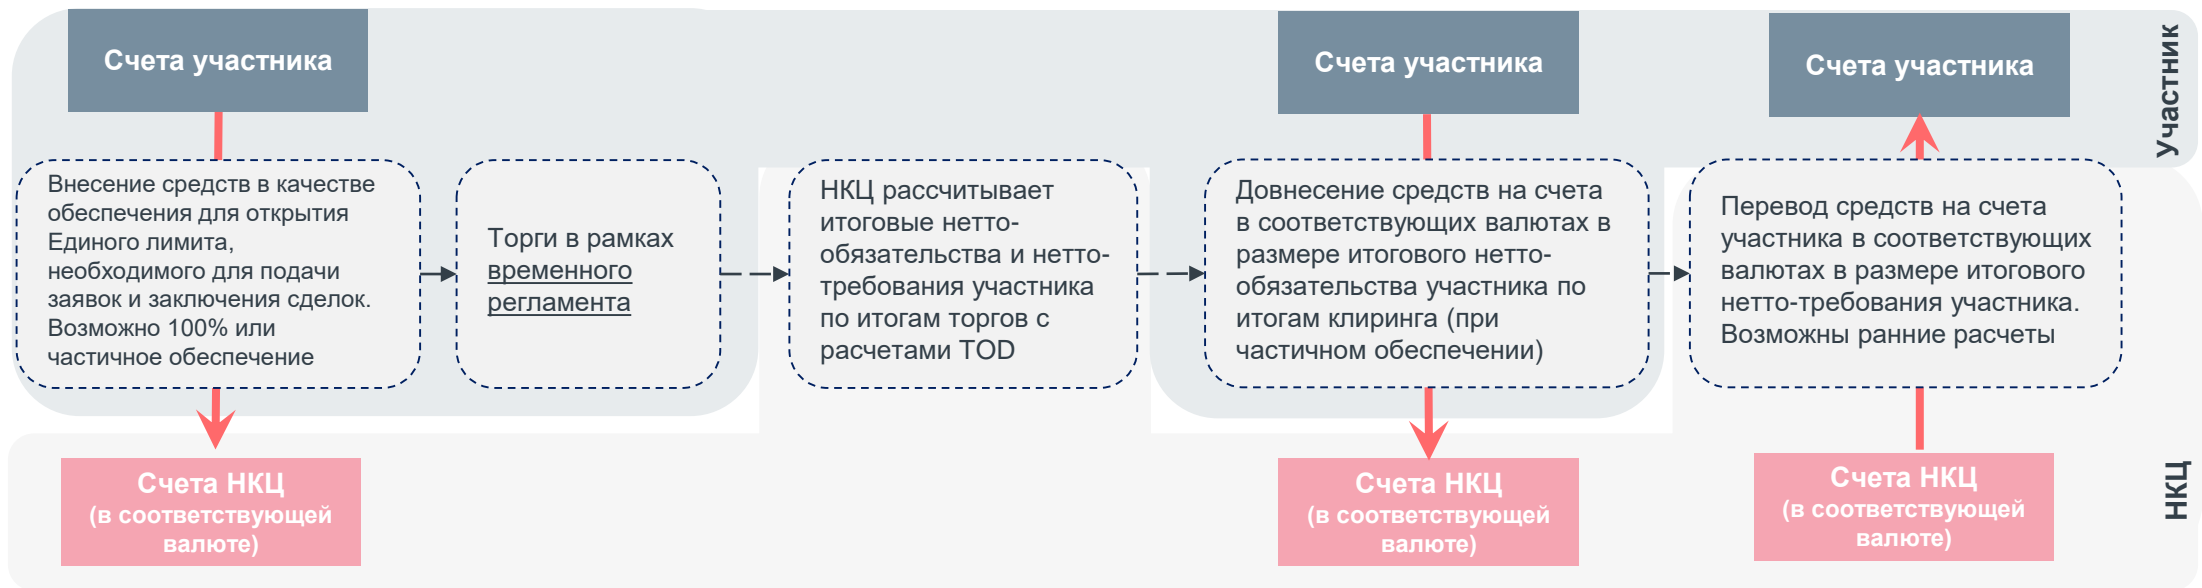 Счета участника
Счета участника
Счета участника
Участник
Внесение средств в качестве
обеспечения для открытия
Единого лимита,
необходимого для подачи
заявок и заключения сделок.
Возможно 100% или
частичное обеспечение
Торги в рамках
временного
регламента
НКЦ рассчитывает
итоговые нетто-
обязательства и нетто-
требования участника
по итогам торгов с
расчетами TOD
Довнесение средств на счета
в соответствующих валютах в
размере итогового нетто-
обязательства участника по
итогам клиринга (при
частичном обеспечении)
Перевод средств на счета
участника в соответствующих
валютах в размере итогового
нетто-требования участника.
Возможны ранние расчеты
Счета НКЦ
(в соответствующей
валюте)
Счета НКЦ
(в соответствующей
валюте)
Счета НКЦ
(в соответствующей
валюте)
НКЦ